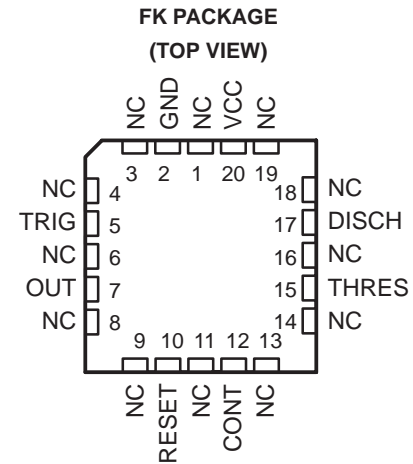 FK PACKAGE
(TOP VIEW)
NC
GND
NC
VCC
NC
3
2
1
20
19
NC
4
18
NC
TRIG
5
17
DISCH
NC
6
16
NC
OUT
7
15
THRES
NC
8
14
NC
9
10
11
12
13
NC
RESET
NC
CONT
NC